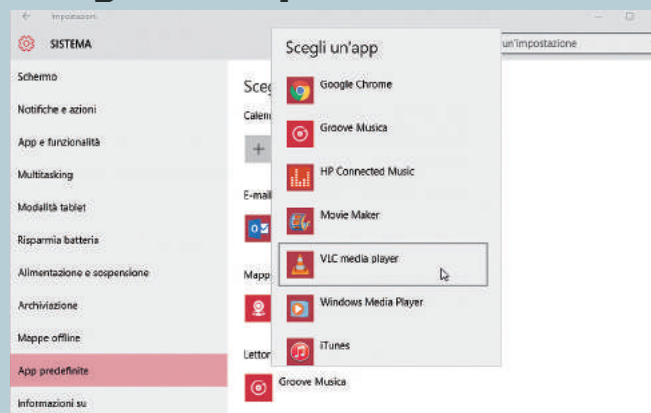 Impostazioni
SISTEMA
un'impostazione
Schermo
Notifiche e azioni
App e funzionalità
Multitasking
Modalità tablet
Risparmia batteria
Alimentazione e sospensione
Archiviazione
Mappe offline
App predefinite
Informazioni su
Sceg
Calen
E-mail
Mapp
Lettor
Groove Musica
Scegli un'app
Google Chrome
Groove Musica
HP Connected Music
Movie Maker
VLC media player
Windows Media Player
iTunes